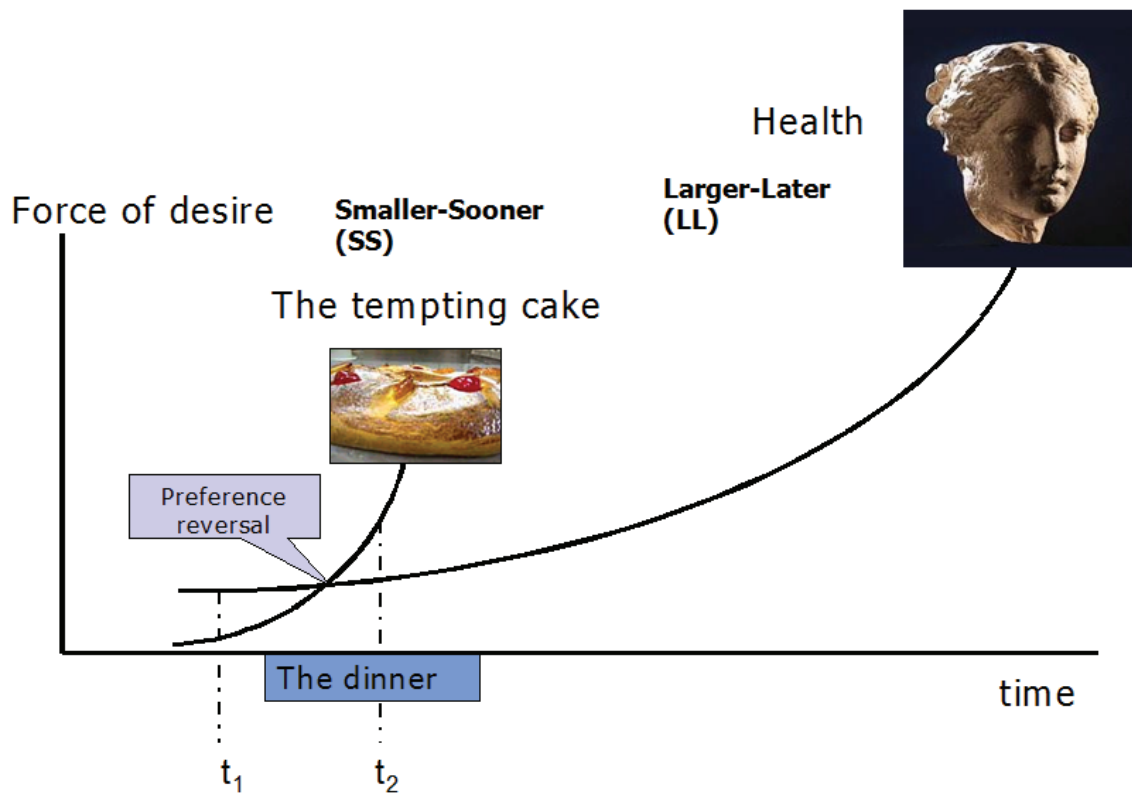 Health
Larger-Later
(LL)
Force of desire
Smaller-Sooner
(SS)
The tempting cake
Preference
reversal
The dinner
time
t₁
t₂